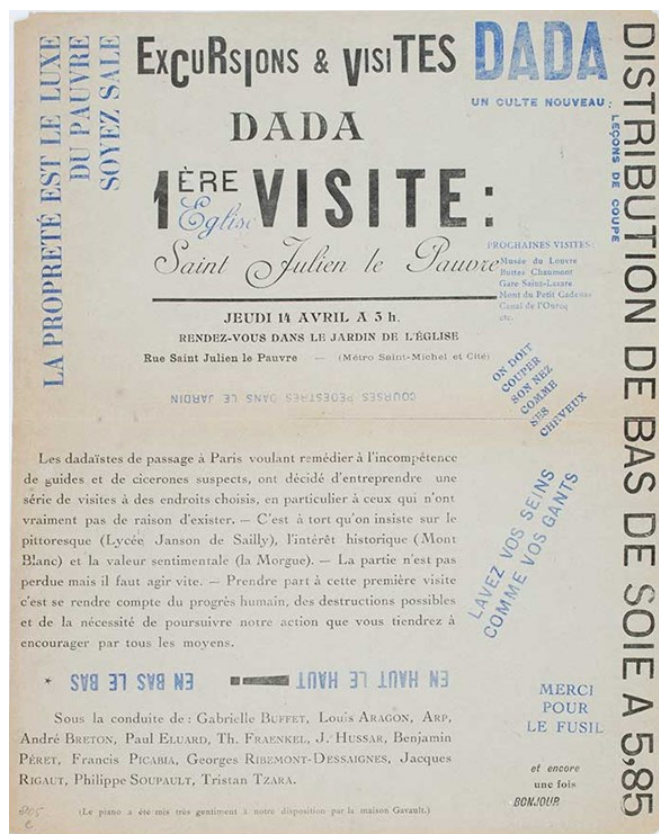 LA PROPRETÉ EST LE LUXE
DU PAUVRE
SOYEZ SALE
EXCURSIONS & VISITES
DADA
1ÈRE VISITE :
Eglise
Saint Julien le Pauvre
JEUDI 14 AVRIL A 3 h.
RENDEZ-VOUS DANS LE JARDIN DE L'ÉGLISE
Rue Saint Julien le Pauvre — (Métro Saint-Michel et Cité)
COURSES PEDESTRES DANS LE JARDIN
DADA
UN CULTE NOUVEAU :
LEÇONS DE COUPE
PROCHAINES VISITES :
Musée du Louvre
Buttes Chaumont
Gare Saint-Lazare
Mont du Petit Cadenas
Canal de l'Ourcq
etc.
ON DOIT
COUPER
SON NEZ
COMME
SES
CHEVEUX
Les dadaïstes de passage à Paris voulant remédier à l'incompétence
de guides et de cicerones suspects, ont décidé d'entreprendre une
série de visites à des endroits choisis, en particulier à ceux qui n'ont
vraiment pas de raison d'exister. — C'est à tort qu'on insiste sur le
pittoresque (Lycée Janson de Sailly), l'intérêt historique (Mont
Blanc) et la valeur sentimentale (la Morgue). — La partie n'est pas
perdue mais il faut agir vite. — Prendre part à cette première visite
c'est se rendre compte du progrès humain, des destructions possibles
et de la nécessité de poursuivre notre action que vous tiendrez à
encourager par tous les moyens.
LAVEZ VOS SEINS
COMME VOS GANTS
EN HAUT LE HAUT
EN BAS LE BAS *
Sous la conduite de : Gabrielle BUFFET, Louis ARAGON, ARP,
André BRETON, Paul ELUARD, Th. FRAENKEL, J. HUSSAR, Benjamin
PÉRET, Francis PICABIA, Georges RIBEMONT-DESSAIGNES, Jacques
RIGAUT, Philippe SOUPAULT, Tristan TZARA.
(Le piano a été mis très gentiment à notre disposition par la maison Gavault.)
MERCI
POUR
LE FUSIL
et encore
une fois
BONJOUR
DISTRIBUTION DE BAS DE SOIE A 5,85